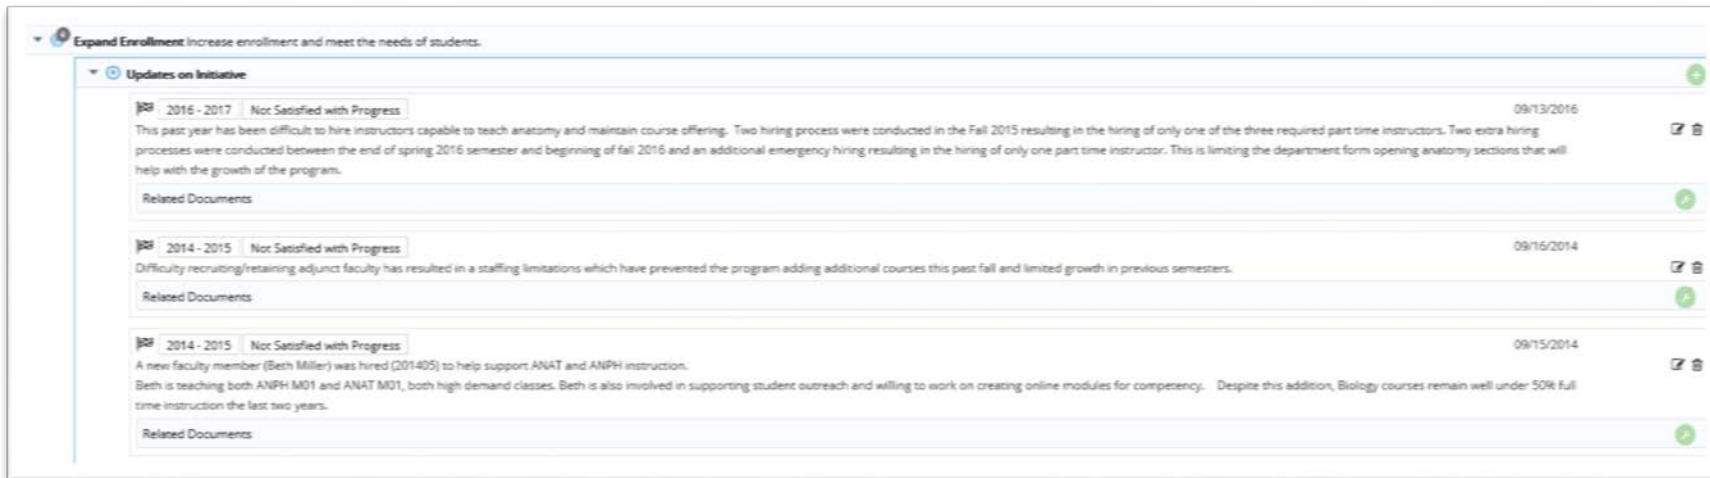 Expand Enrollment Increase enrollment and meet the needs of students.
Updates on Initiative
2016 - 2017 Not Satisfied with Progress 09/13/2016
This past year has been difficult to hire instructors capable to teach anatomy and maintain course offering. Two hiring process were conducted in the Fall 2015 resulting in the hiring of only one of the three required part time instructors. Two extra hiring
processes were conducted between the end of spring 2016 semester and beginning of fall 2016 and an additional emergency hiring resulting in the hiring of only one part time instructor. This is limiting the department form opening anatomy sections that will
help with the growth of the program.
Related Documents
2014 - 2015 Not Satisfied with Progress 09/16/2014
Difficulty recruiting/retaining adjunct faculty has resulted in a staffing limitations which have prevented the program adding additional courses this past fall and limited growth in previous semesters.
Related Documents
2014 - 2015 Not Satisfied with Progress 09/15/2014
A new faculty member (Beth Miller) was hired (201405) to help support ANAT and ANPH instruction.
Beth is teaching both ANPH M01 and ANAT M01, both high demand classes. Beth is also involved in supporting student outreach and willing to work on creating online modules for competency. Despite this addition, Biology courses remain well under 50% full
time instruction the last two years.
Related Documents